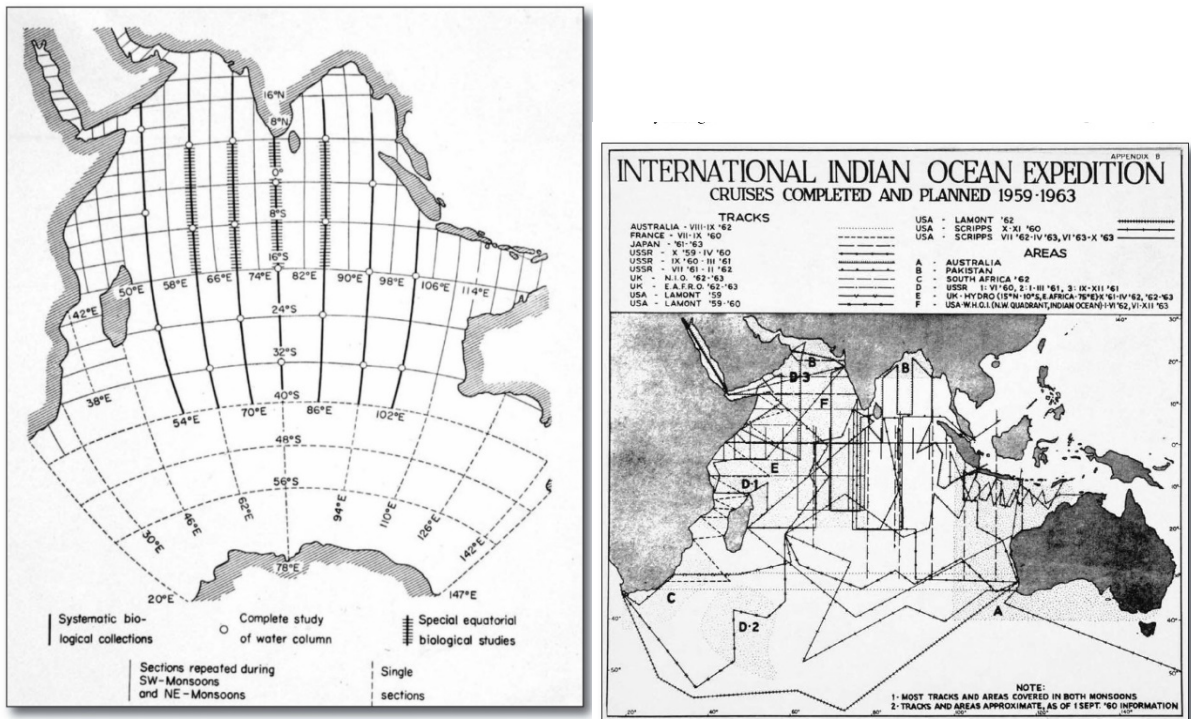 16°N
8°N
0°
8°S
16°S
50°E
58°E
66°E
74°E
82°E
90°E
98°E
106°E
114°E
142°E
24°S
32°S
38°E
40°S
54°E
70°E
86°E
102°E
48°S
56°S
30°E
46°E
62°E
94°E
110°E
126°E
142°E
78°E
20°E
147°E
Systematic bio-
logical collections
Complete study
of water column
Special equatorial
biological studies
Sections repeated during
SW-Monsoons
and NE-Monsoons
Single
sections
APPENDIX B
INTERNATIONAL INDIAN OCEAN EXPEDITION
CRUISES COMPLETED AND PLANNED 1959-1963
TRACKS
AUSTRALIA - VIII-IX '62
FRANCE - VII-IX '60
JAPAN - '61-'63
USSR - X '59-IV '60
USSR - IX '60-III '61
USSR - VII '61-II '62
UK - N.I.O. '62-'63
UK - E.A.F.R.O. '62-'63
USA - LAMONT '59
USA - LAMONT '59-'60
USA - LAMONT '62
USA - SCRIPPS X-XI '60
USA - SCRIPPS VII '62-IV '63, VI '63-X '63
AREAS
A - AUSTRALIA
B - PAKISTAN
C - SOUTH AFRICA '62
D - USSR 1: VI '60, 2: I-III '61, 3: IX-XII '61
E - UK-HYDRO (15°N-10°S, E.AFRICA-75°E) X '61-IV '62, '62-'63
F - USA-W.H.O.I. (N.W. QUADRANT, INDIAN OCEAN) I-VI '62, VI-XII '63
B
B
D-3
F
E
D-1
C
D-2
A
NOTE:
1- MOST TRACKS AND AREAS COVERED IN BOTH MONSOONS
2- TRACKS AND AREAS APPROXIMATE, AS OF 1 SEPT. '60 INFORMATION